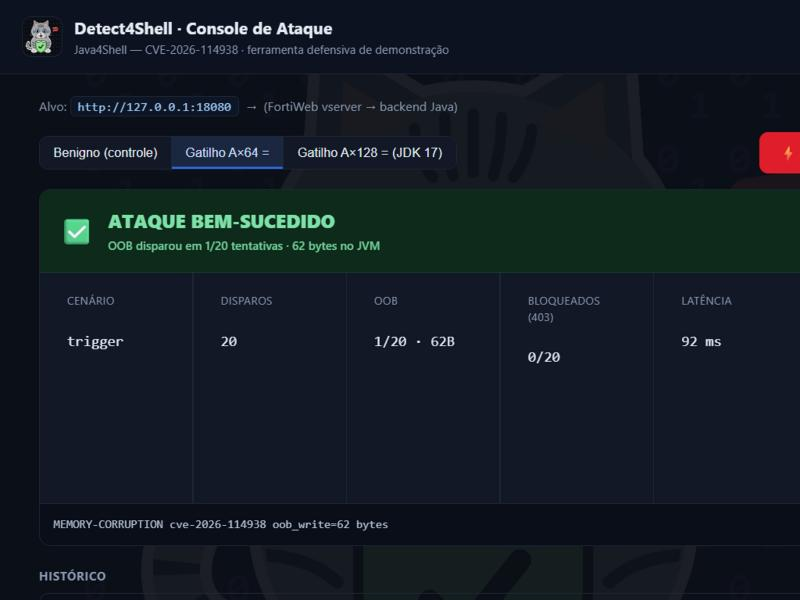 Detect4Shell · Console de Ataque
Java4Shell — CVE-2026-114938 · ferramenta defensiva de demonstração
Alvo: http://127.0.0.1:18080 → (FortiWeb vserver → backend Java)
Benigno (controle) Gatilho A×64 = Gatilho A×128 = (JDK 17)
ATAQUE BEM-SUCEDIDO
OOB disparou em 1/20 tentativas · 62 bytes no JVM
CENÁRIO
trigger
DISPAROS
20
OOB
1/20 · 62B
BLOQUEADOS
(403)
0/20
LATÊNCIA
92 ms
MEMORY-CORRUPTION cve-2026-114938 oob_write=62 bytes
HISTÓRICO